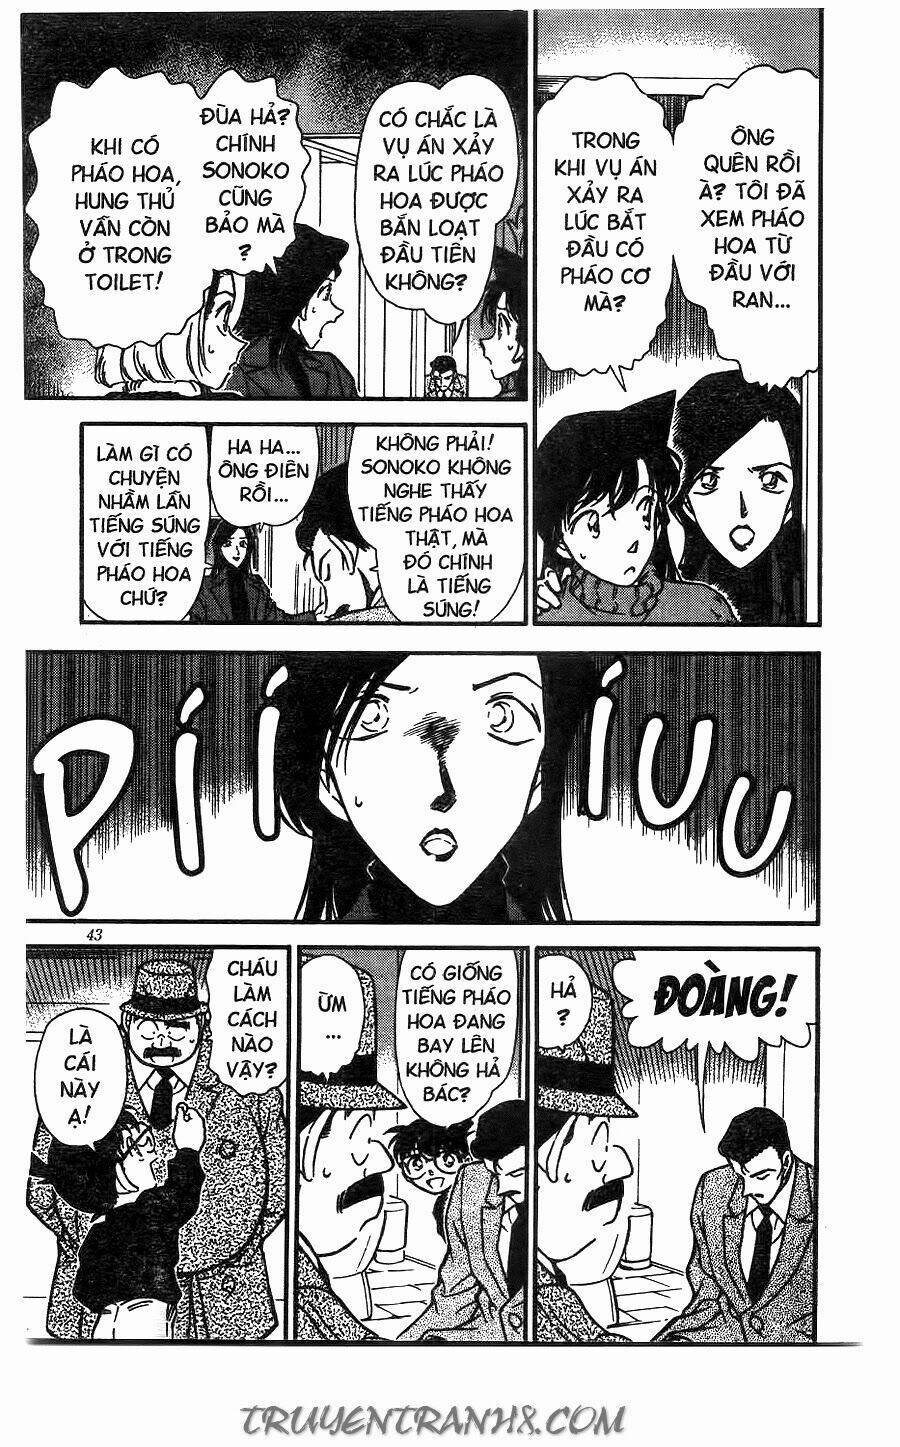 ÔNG
QUÊN RỒI
À? TÔI ĐÃ
XEM PHÁO
HOA TỪ
ĐẦU VỚI
RAN...
TRONG
KHI VỤ ÁN
XẢY RA
LÚC BẮT
ĐẦU CÓ
PHÁO CƠ
MÀ?
CÓ CHẮC LÀ
VỤ ÁN XẢY
RA LÚC PHÁO
HOA ĐƯỢC
BẮN LOẠT
ĐẦU TIÊN
KHÔNG?
ĐÙA HẢ?
CHÍNH
SONOKO
CŨNG
BẢO MÀ
?
KHI CÓ
PHÁO HOA,
HUNG THỦ
VẪN CÒN
Ở TRONG
TOILET!
KHÔNG PHẢI!
SONOKO KHÔNG
NGHE THẤY
TIẾNG PHÁO HOA
THẬT, MÀ
ĐÓ CHÍNH
LÀ TIẾNG
SÚNG!
HA HA...
ÔNG ĐIÊN
RỒI...
LÀM GÌ CÓ
CHUYỆN
NHẦM LẪN
TIẾNG SÚNG
VỚI TIẾNG
PHÁO HOA
CHỨ?
PÍÍÍUU
43
ĐOÀNG!
HẢ
?
CÓ GIỐNG
TIẾNG PHÁO
HOA ĐANG
BAY LÊN
KHÔNG HẢ
BÁC?
ỪM
...
CHÁU
LÀM
CÁCH
NÀO
VẬY?
LÀ
CÁI
NÀY
Ạ!
TRUYENTRANH8.COM